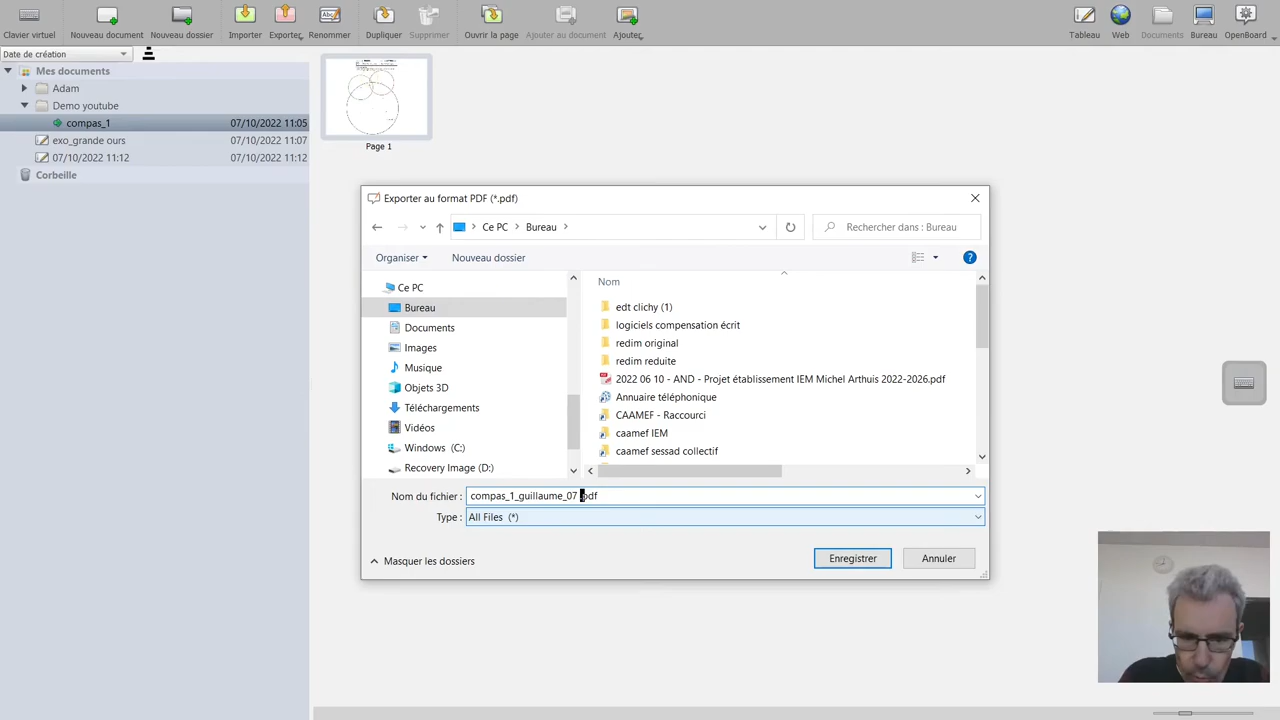 Clavier virtuel
Nouveau document
Nouveau dossier
Importer
Exporter
Renommer
Dupliquer
Supprimer
Ouvrir la page
Ajouter au document
Ajouter
Tableau
Web
Documents
Bureau
OpenBoard
Date de création
Mes documents
Adam
Demo youtube
compas_1 07/10/2022 11:05
exo_grande ours 07/10/2022 11:07
07/10/2022 11:12 07/10/2022 11:12
Corbeille
Page 1
Exporter au format PDF (*.pdf)
Ce PC
Bureau
Rechercher dans : Bureau
Organiser
Nouveau dossier
Ce PC
Bureau
Documents
Images
Musique
Objets 3D
Téléchargements
Vidéos
Windows (C:)
Recovery Image (D:)
Nom
edt clichy (1)
logiciels compensation écrit
redim original
redim reduite
2022 06 10 - AND - Projet établissement IEM Michel Arthuis 2022-2026.pdf
Annuaire téléphonique
CAAMEF - Raccourci
caamef IEM
caamef sessad collectif
Nom du fichier : compas_1_guillaume_07 .pdf
Type : All Files (*)
Masquer les dossiers
Enregistrer
Annuler